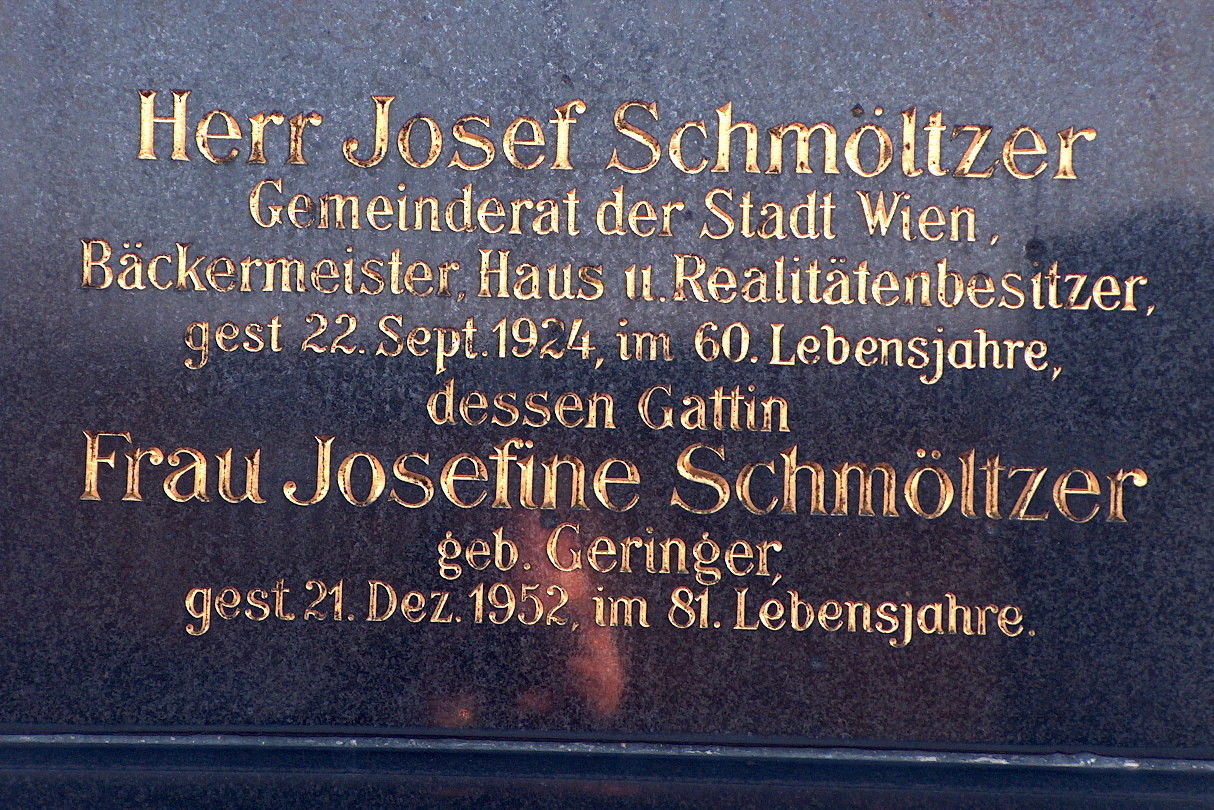 Herr Josef Schmöltzer
Gemeinderat der Stadt Wien,
Bäckermeister, Haus u. Realitätenbesitzer,
gest 22. Sept. 1924, im 60. Lebensjahre,
dessen Gattin
Frau Josefine Schmöltzer
geb. Geringer,
gest 21. Dez. 1952, im 81. Lebensjahre.